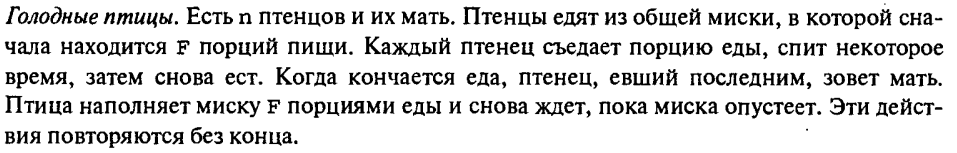 Голодные птицы. Есть n птенцов и их мать. Птенцы едят из общей миски, в которой сна-
чала находится F порций пищи. Каждый птенец съедает порцию еды, спит некоторое
время, затем снова ест. Когда кончается еда, птенец, евший последним, зовет мать.
Птица наполняет миску F порциями еды и снова ждет, пока миска опустеет. Эти дейст-
вия повторяются без конца.